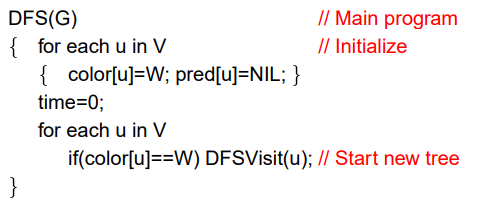 DFS(G) // Main program
{ for each u in V // Initialize
{ color[u]=W; pred[u]=NIL; }
time=0;
for each u in V
if(color[u]==W) DFSVisit(u); // Start new tree
}